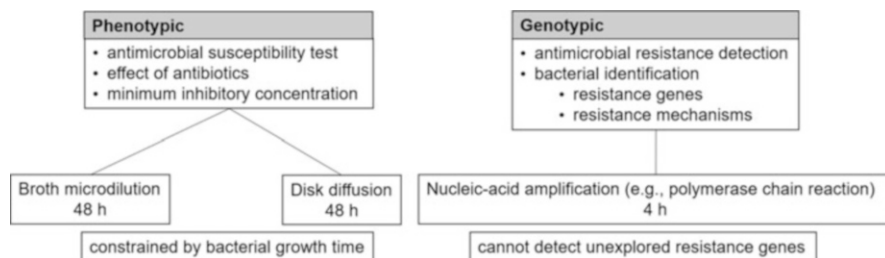 Phenotypic
• antimicrobial susceptibility test
• effect of antibiotics
• minimum inhibitory concentration
Broth microdilution
48 h
Disk diffusion
48 h
constrained by bacterial growth time
Genotypic
• antimicrobial resistance detection
• bacterial identification
• resistance genes
• resistance mechanisms
Nucleic-acid amplification (e.g., polymerase chain reaction)
4 h
cannot detect unexplored resistance genes